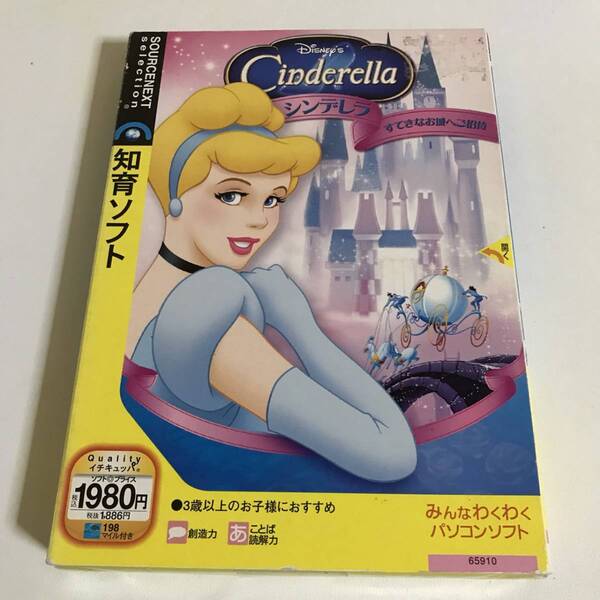 SOURCENEXT
selection
知育ソフト
DISNEY'S
Cinderella
シンデレラ
すてきなお城へご招待
開く
Quality
イチキュッパ®
ソフト◎プライス
税込
1980円
税抜1,886円
198
マイル付き
●3歳以上のお子様におすすめ
創造力
あ
ことば
読解力
みんなわくわく
パソコンソフト
65910